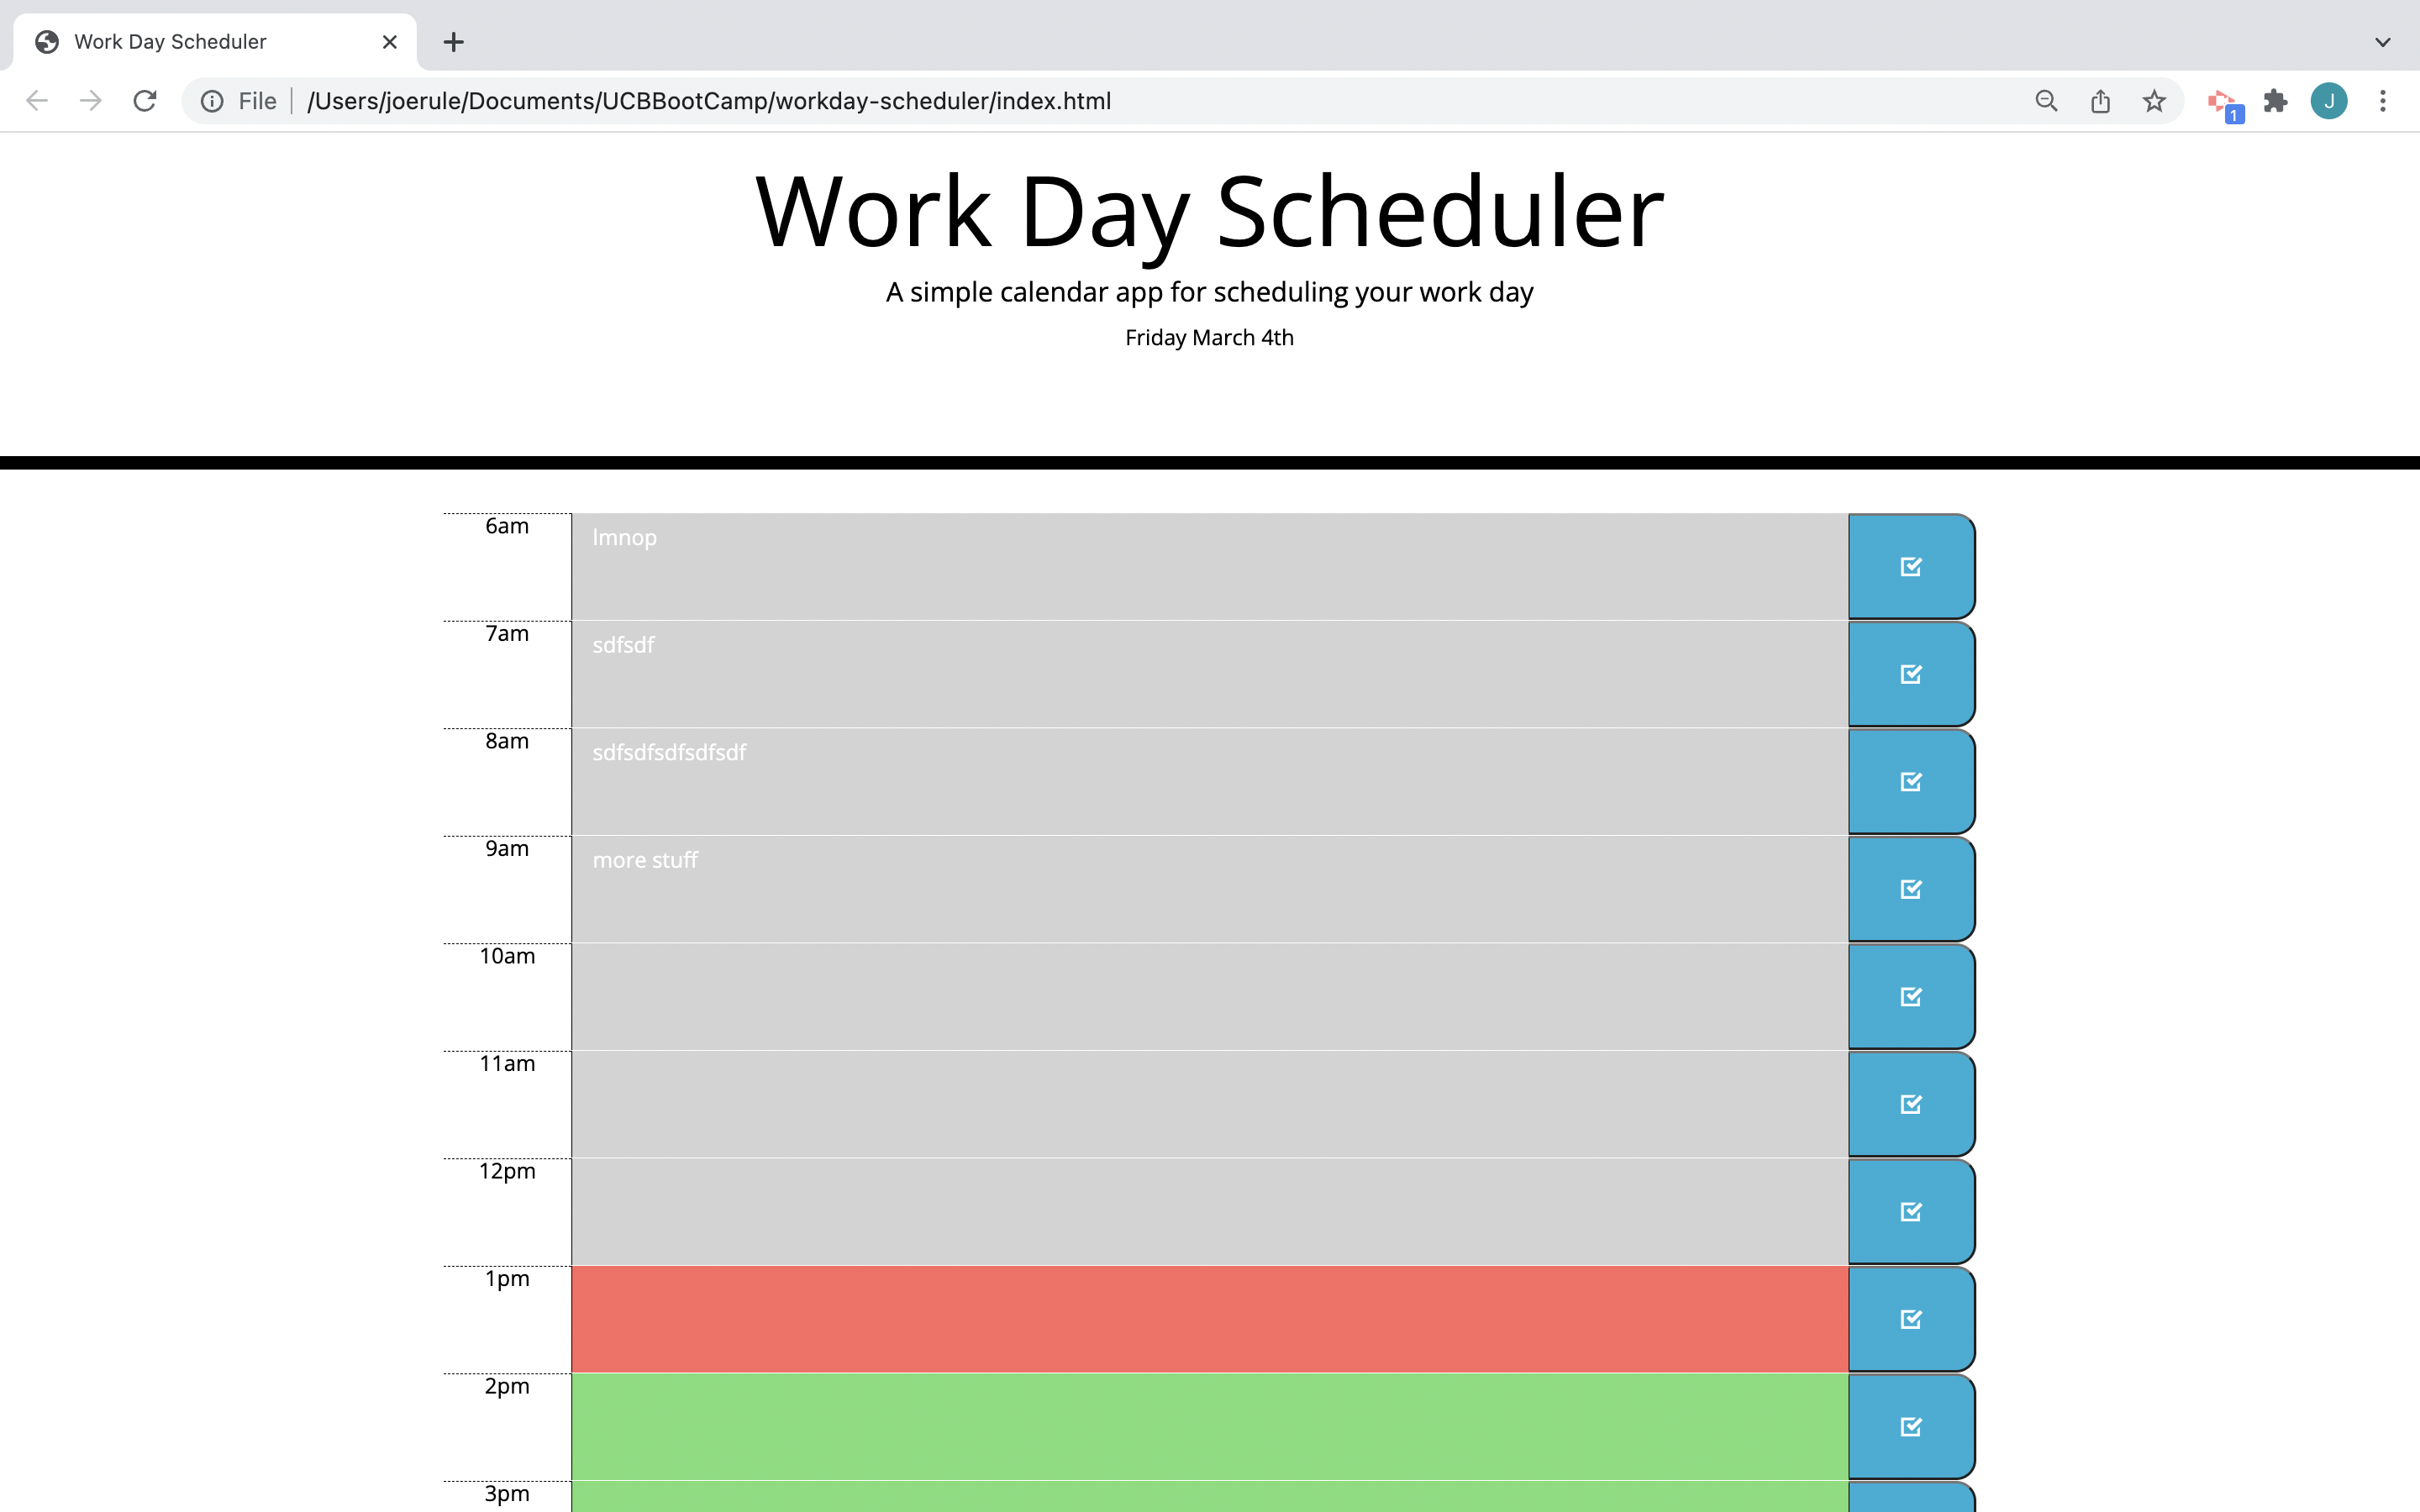 Work Day Scheduler
File /Users/joerule/Documents/UCBBootCamp/workday-scheduler/index.html
1
J
Work Day Scheduler
A simple calendar app for scheduling your work day
Friday March 4th
6am lmnop
7am sdfsdf
8am sdfsdfsdfsdfsdf
9am more stuff
10am
11am
12pm
1pm
2pm
3pm